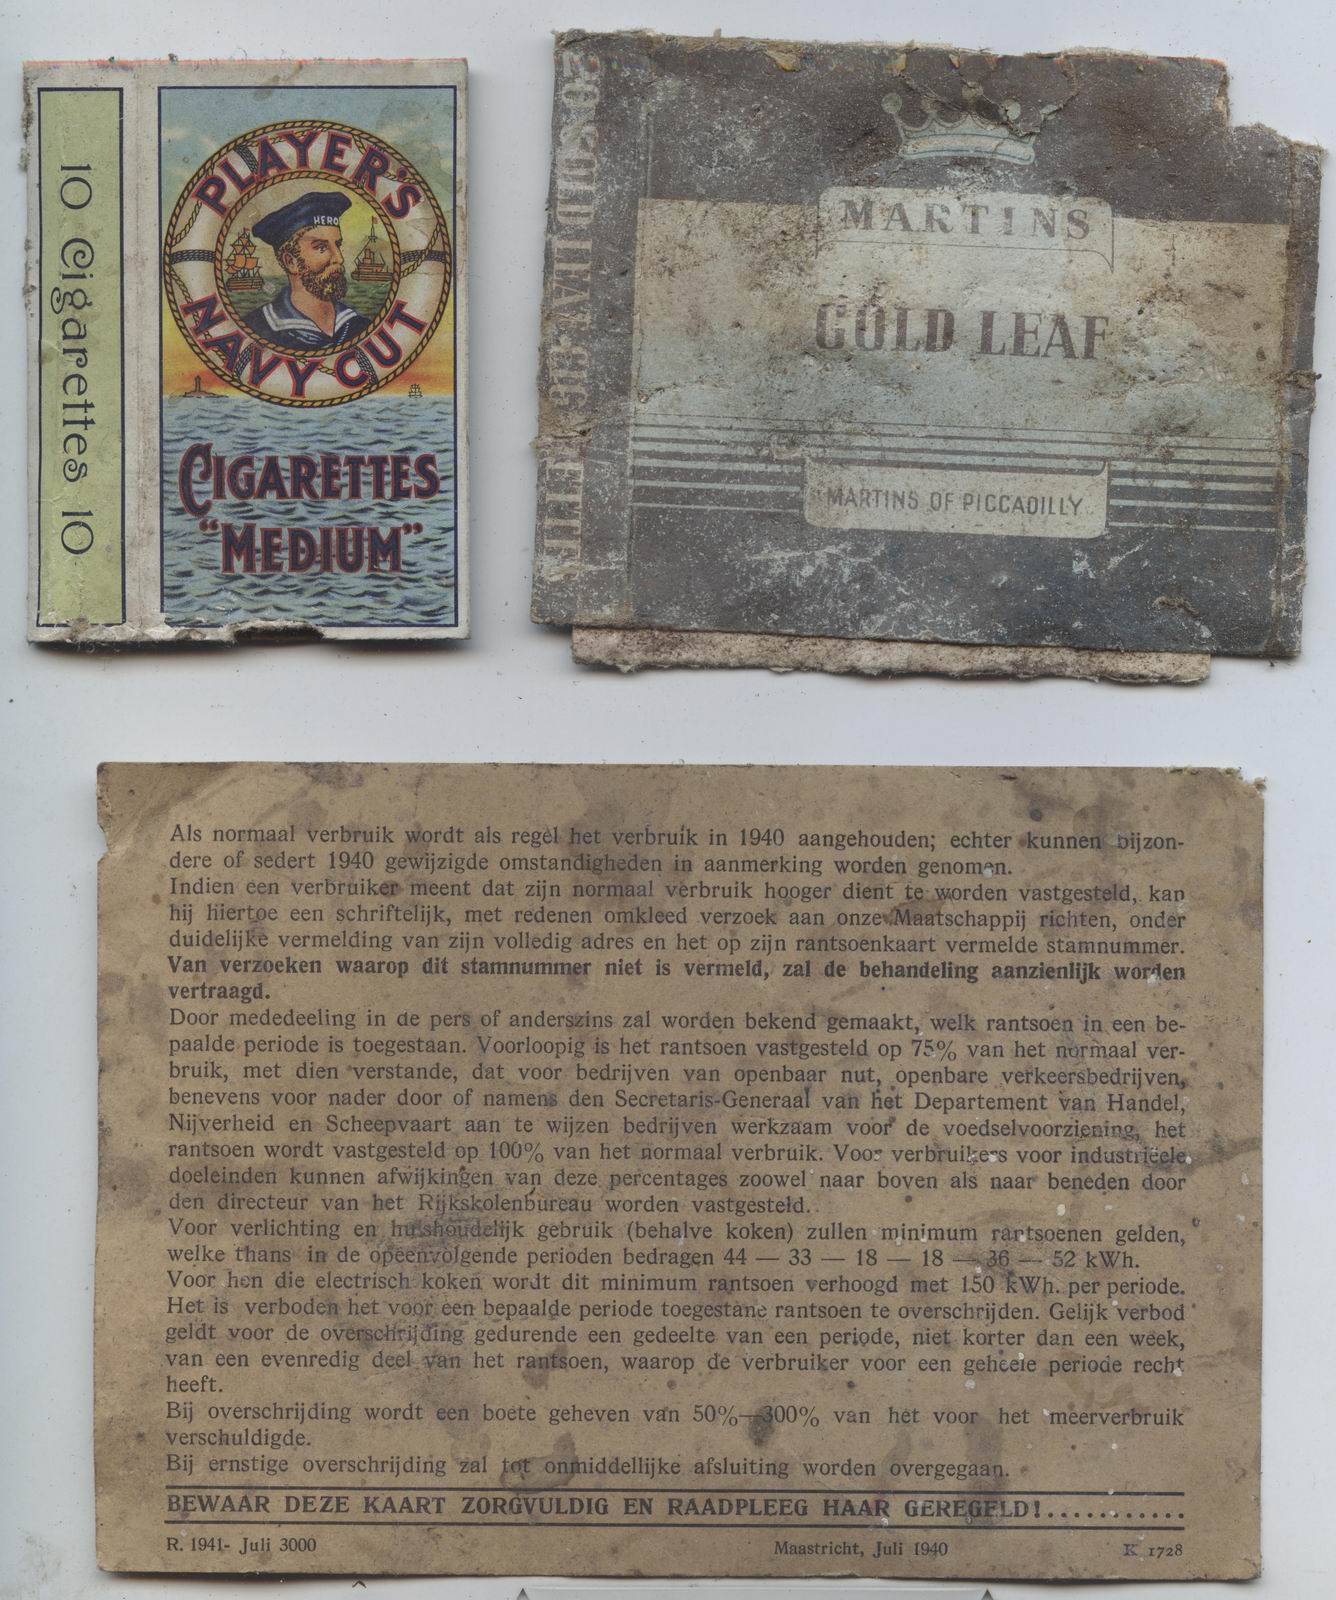 10 Cigarettes 10
PLAYER'S
HERO
NAVY CUT
CIGARETTES
"MEDIUM"
20 GOLD LEAF CIGARETTES
MARTINS
GOLD LEAF
MARTINS OF PICCADILLY
Als normaal verbruik wordt als regel het verbruik in 1940 aangehouden; echter kunnen bijzon-
dere of sedert 1940 gewijzigde omstandigheden in aanmerking worden genomen.
Indien een verbruiker meent dat zijn normaal verbruik hooger dient te worden vastgesteld, kan
hij hiertoe een schriftelijk, met redenen omkleed verzoek aan onze Maatschappij richten, onder
duidelijke vermelding van zijn volledig adres en het op zijn rantsoenkaart vermelde stamnummer.
Van verzoeken waarop dit stamnummer niet is vermeld, zal de behandeling aanzienlijk worden
vertraagd.
Door mededeeling in de pers of anderszins zal worden bekend gemaakt, welk rantsoen in een be-
paalde periode is toegestaan. Voorloopig is het rantsoen vastgesteld op 75% van het normaal ver-
bruik, met dien verstande, dat voor bedrijven van openbaar nut, openbare verkeersbedrijven,
benevens voor nader door of namens den Secretaris-Generaal van het Departement van Handel,
Nijverheid en Scheepvaart aan te wijzen bedrijven werkzaam voor de voedselvoorziening, het
rantsoen wordt vastgesteld op 100% van het normaal verbruik. Voor verbruikers voor industrieele
doeleinden kunnen afwijkingen van deze percentages zoowel naar boven als naar beneden door
den directeur van het Rijkskolenbureau worden vastgesteld.
Voor verlichting en huishoudelijk gebruik (behalve koken) zullen minimum rantsoenen gelden,
welke thans in de opeenvolgende perioden bedragen 44 — 33 — 18 — 18 — 36 — 52 kWh.
Voor hen die electrisch koken wordt dit minimum rantsoen verhoogd met 150 kWh. per periode.
Het is verboden het voor een bepaalde periode toegestane rantsoen te overschrijden. Gelijk verbod
geldt voor de overschrijding gedurende een gedeelte van een periode, niet korter dan een week,
van een evenredig deel van het rantsoen, waarop de verbruiker voor een geheele periode recht
heeft.
Bij overschrijding wordt een boete geheven van 50%—300% van het voor het meerverbruik
verschuldigde.
Bij ernstige overschrijding zal tot onmiddellijke afsluiting worden overgegaan.
BEWAAR DEZE KAART ZORGVULDIG EN RAADPLEEG HAAR GEREGELD!...........
R. 1941- Juli 3000
Maastricht, Juli 1940
K 1728